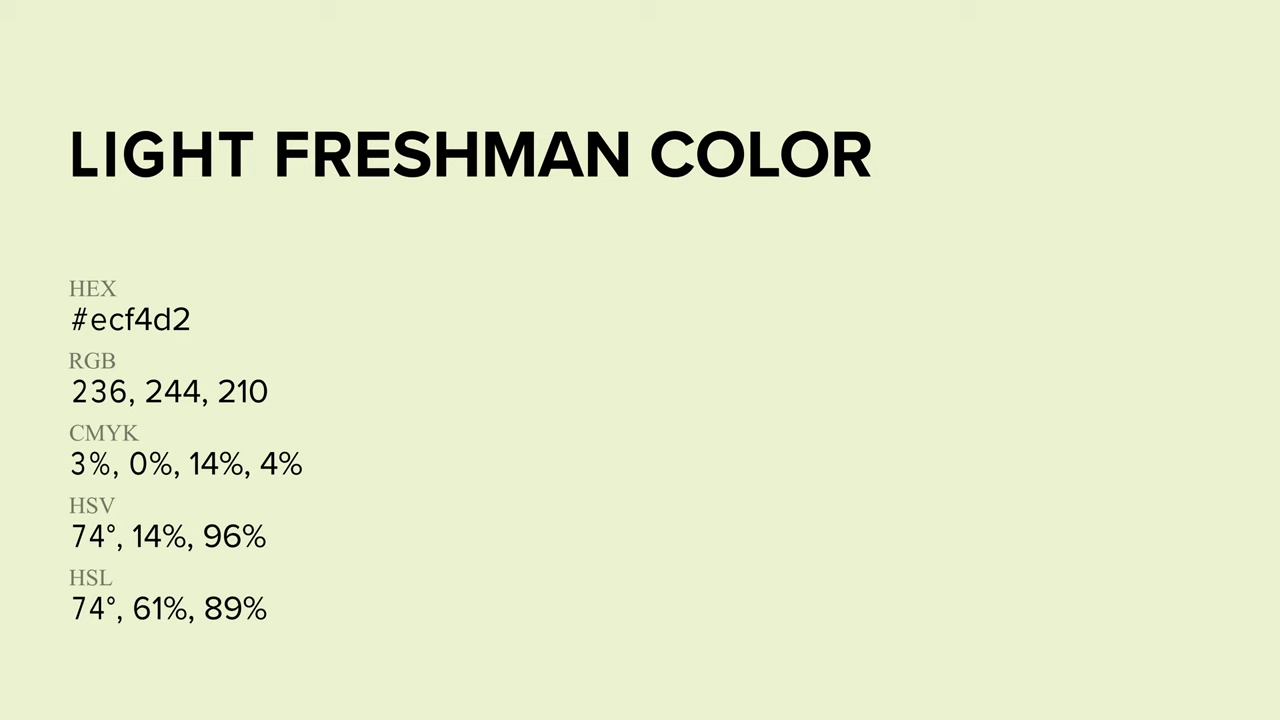 LIGHT FRESHMAN COLOR
HEX
#ecf4d2
RGB
236, 244, 210
CMYK
3%, 0%, 14%, 4%
HSV
74°, 14%, 96%
HSL
74°, 61%, 89%